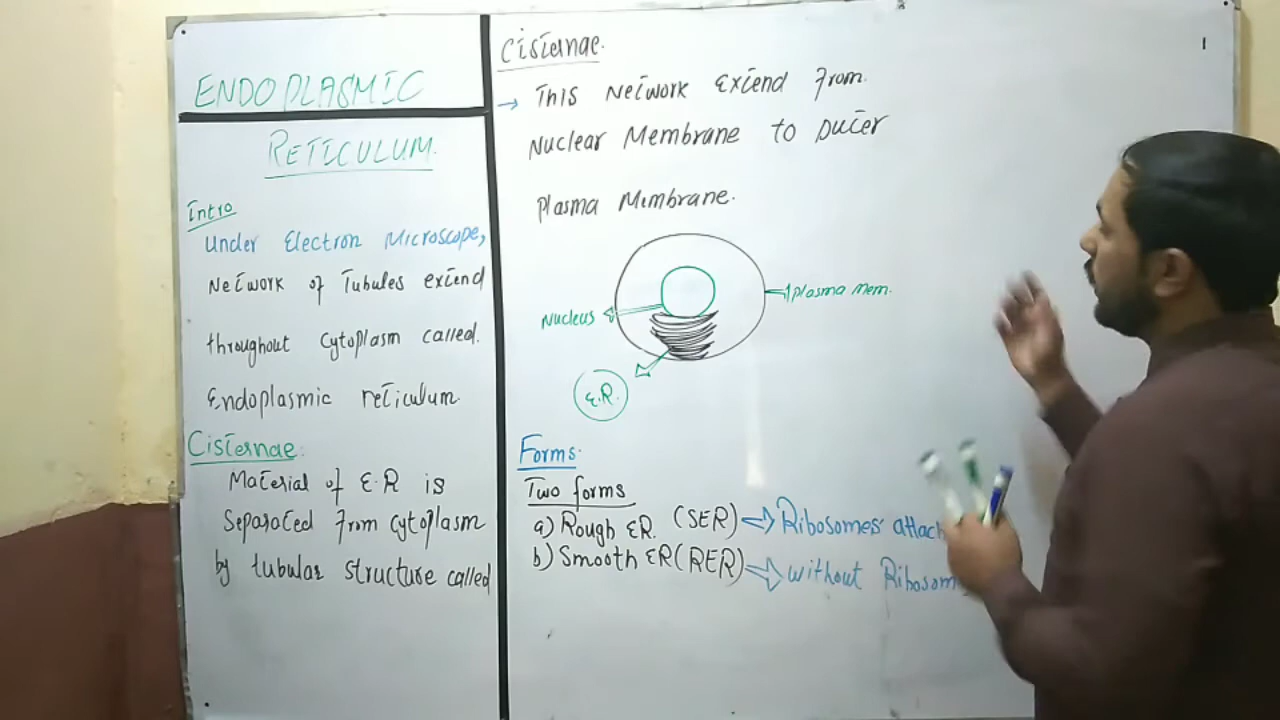 ENDOPLASMIC
RETICULUM.
Intro
Under Electron Microscope,
Network of Tubules extend
throughout Cytoplasm called.
Endoplasmic reticulum.
Cisternae:
Material of E.R is
Separated from cytoplasm
by tubular structure called
Cisternae.
→ This Network Extend From
Nuclear Membrane to Outer
Plasma Membrane.
Plasma Mem.
Nucleus
E.R.
Forms.
Two forms
a) Rough ER. (SER) ⇒ Ribosomes attach
b) Smooth ER (RER) ⇒ without Ribosom
1